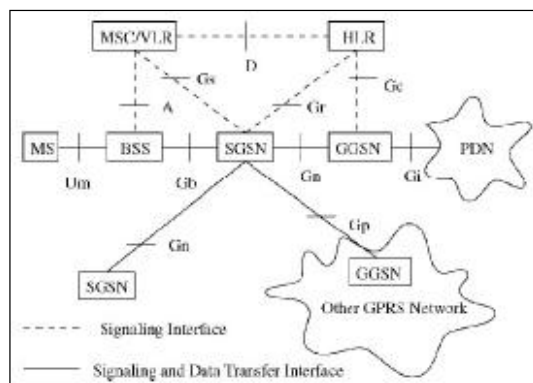 MSC/VLR
HLR
D
Gs
Gr
Gc
A
MS
BSS
SGSN
GGSN
PDN
Um
Gb
Gn
Gi
Gn
Gp
SGSN
GGSN
Other GPRS Network
Signaling Interface
Signaling and Data Transfer Interface